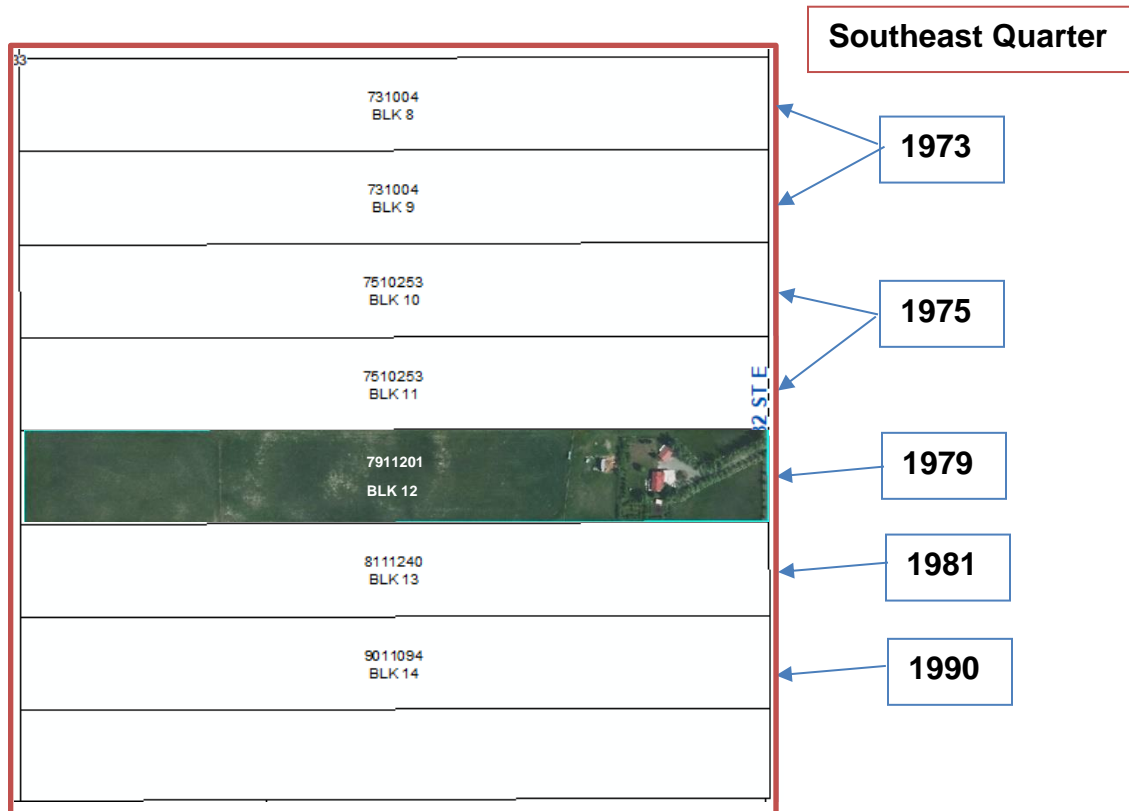 Southeast Quarter
33
731004
BLK 8
1973
731004
BLK 9
7510253
BLK 10
1975
7510253
BLK 11
32 ST E
7911201
BLK 12
1979
8111240
BLK 13
1981
9011094
BLK 14
1990